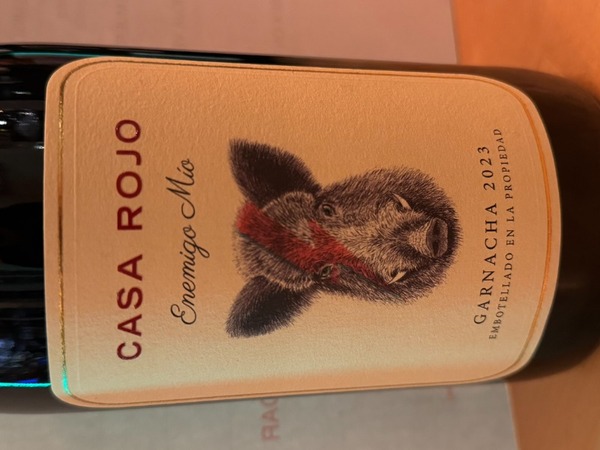 CASA ROJO
Enemigo Mío
GARNACHA 2023
EMBOTELLADO EN LA PROPIEDAD